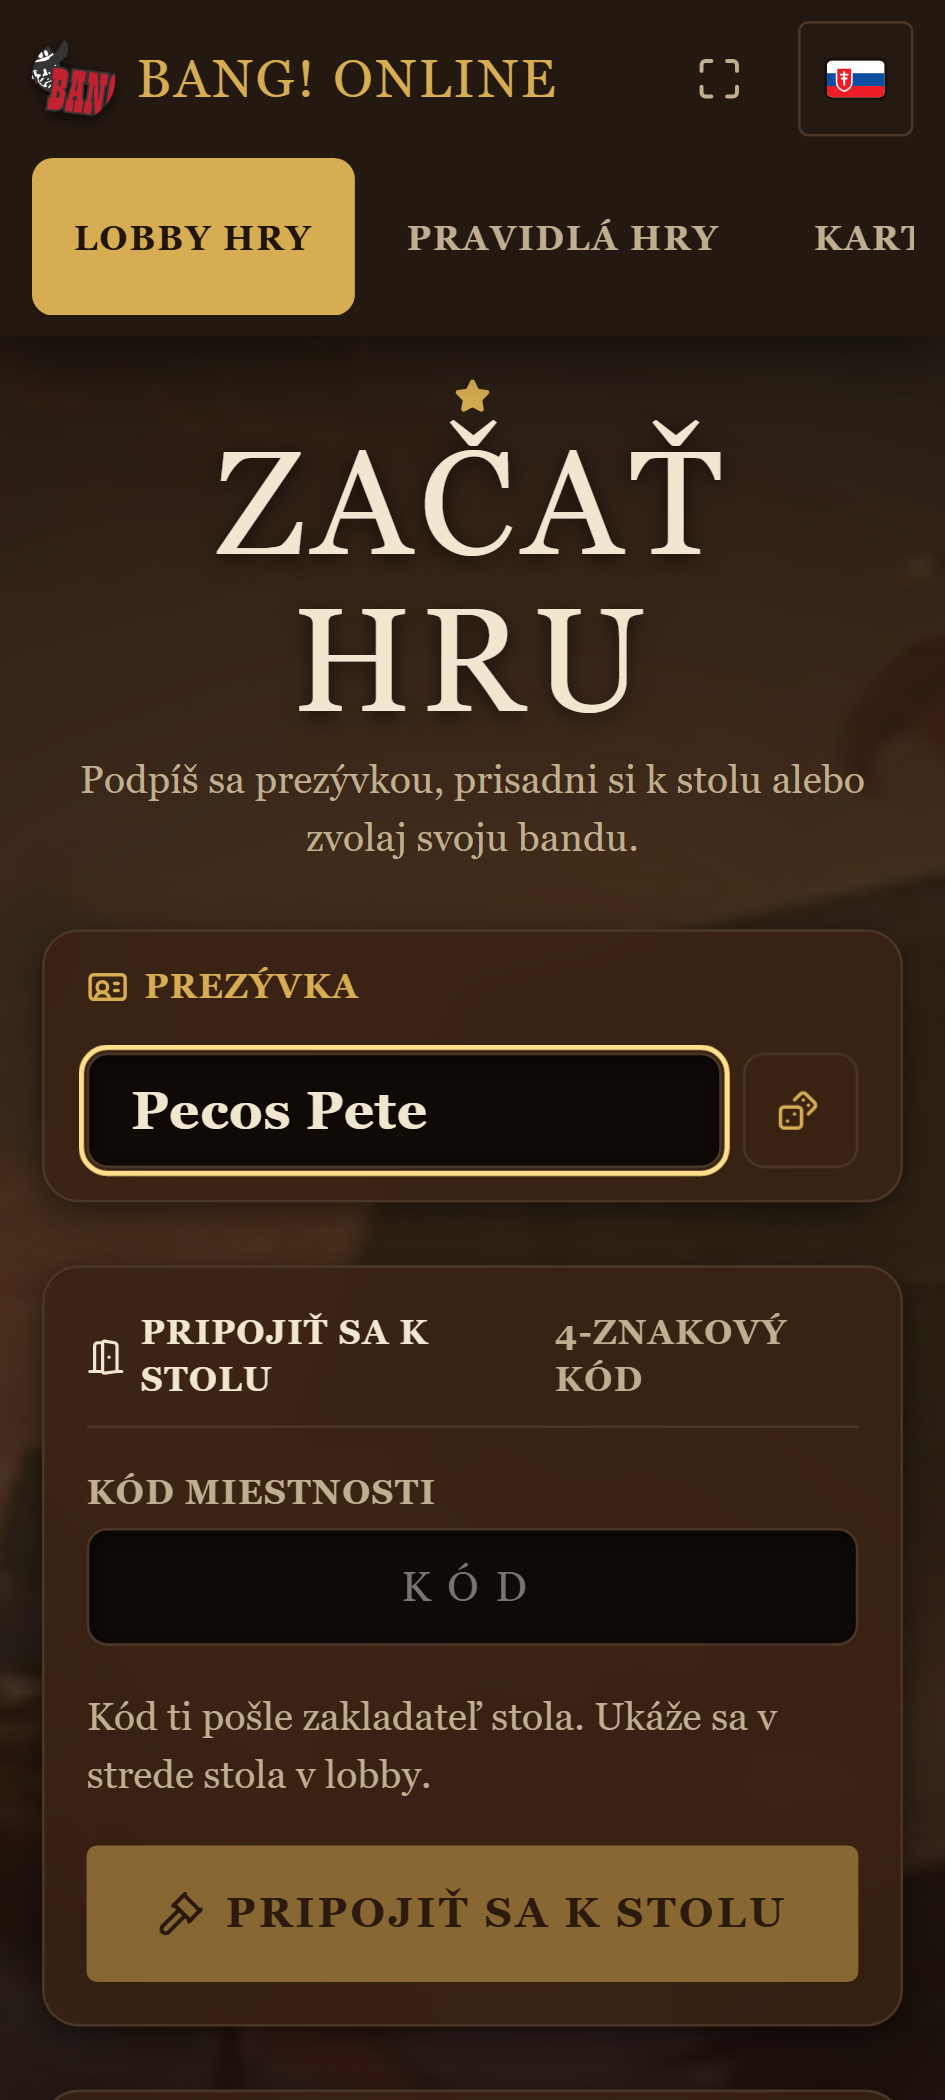 BANG! ONLINE
LOBBY HRY
PRAVIDLÁ HRY
KART
ZAČAŤ
HRU
Podpíš sa prezývkou, prisadni si k stolu alebo
zvolaj svoju bandu.
PREZÝVKA
Pecos Pete
PRIPOJIŤ SA K
STOLU
4-ZNAKOVÝ
KÓD
KÓD MIESTNOSTI
KÓD
Kód ti pošle zakladateľ stola. Ukáže sa v
strede stola v lobby.
PRIPOJIŤ SA K STOLU